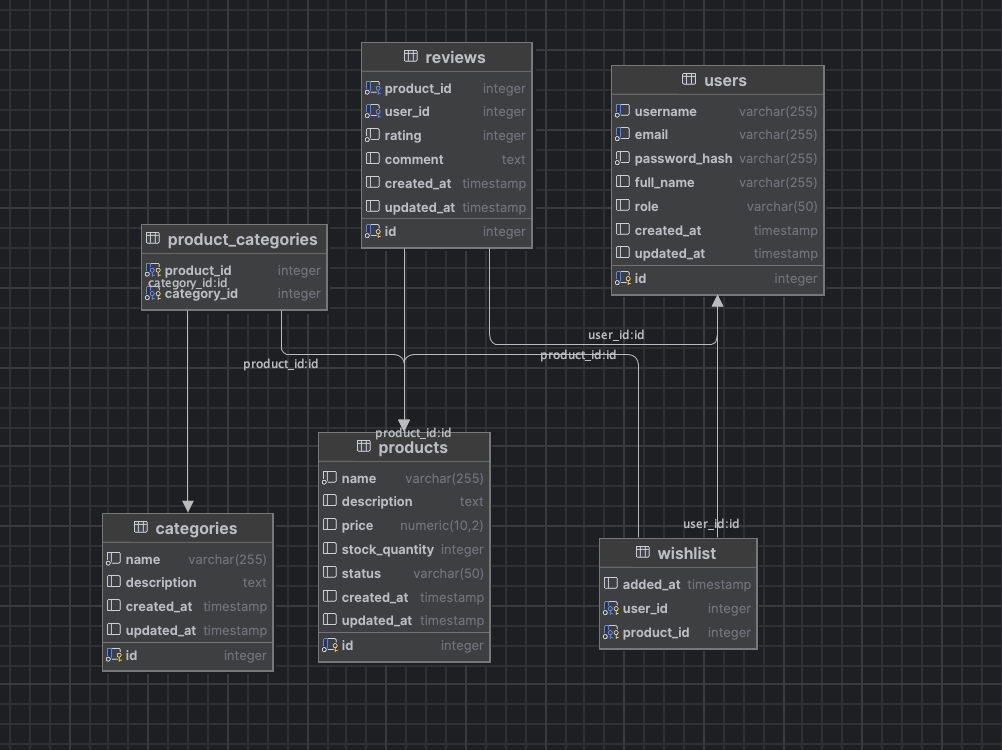 reviews
product_id integer
user_id integer
rating integer
comment text
created_at timestamp
updated_at timestamp
id integer
users
username varchar(255)
email varchar(255)
password_hash varchar(255)
full_name varchar(255)
role varchar(50)
created_at timestamp
updated_at timestamp
id integer
product_categories
product_id integer
category_id:id
category_id integer
user_id:id
product_id:id
product_id:id
product_id:id
products
name varchar(255)
description text
price numeric(10,2)
stock_quantity integer
status varchar(50)
created_at timestamp
updated_at timestamp
id integer
categories
name varchar(255)
description text
created_at timestamp
updated_at timestamp
id integer
user_id:id
wishlist
added_at timestamp
user_id integer
product_id integer